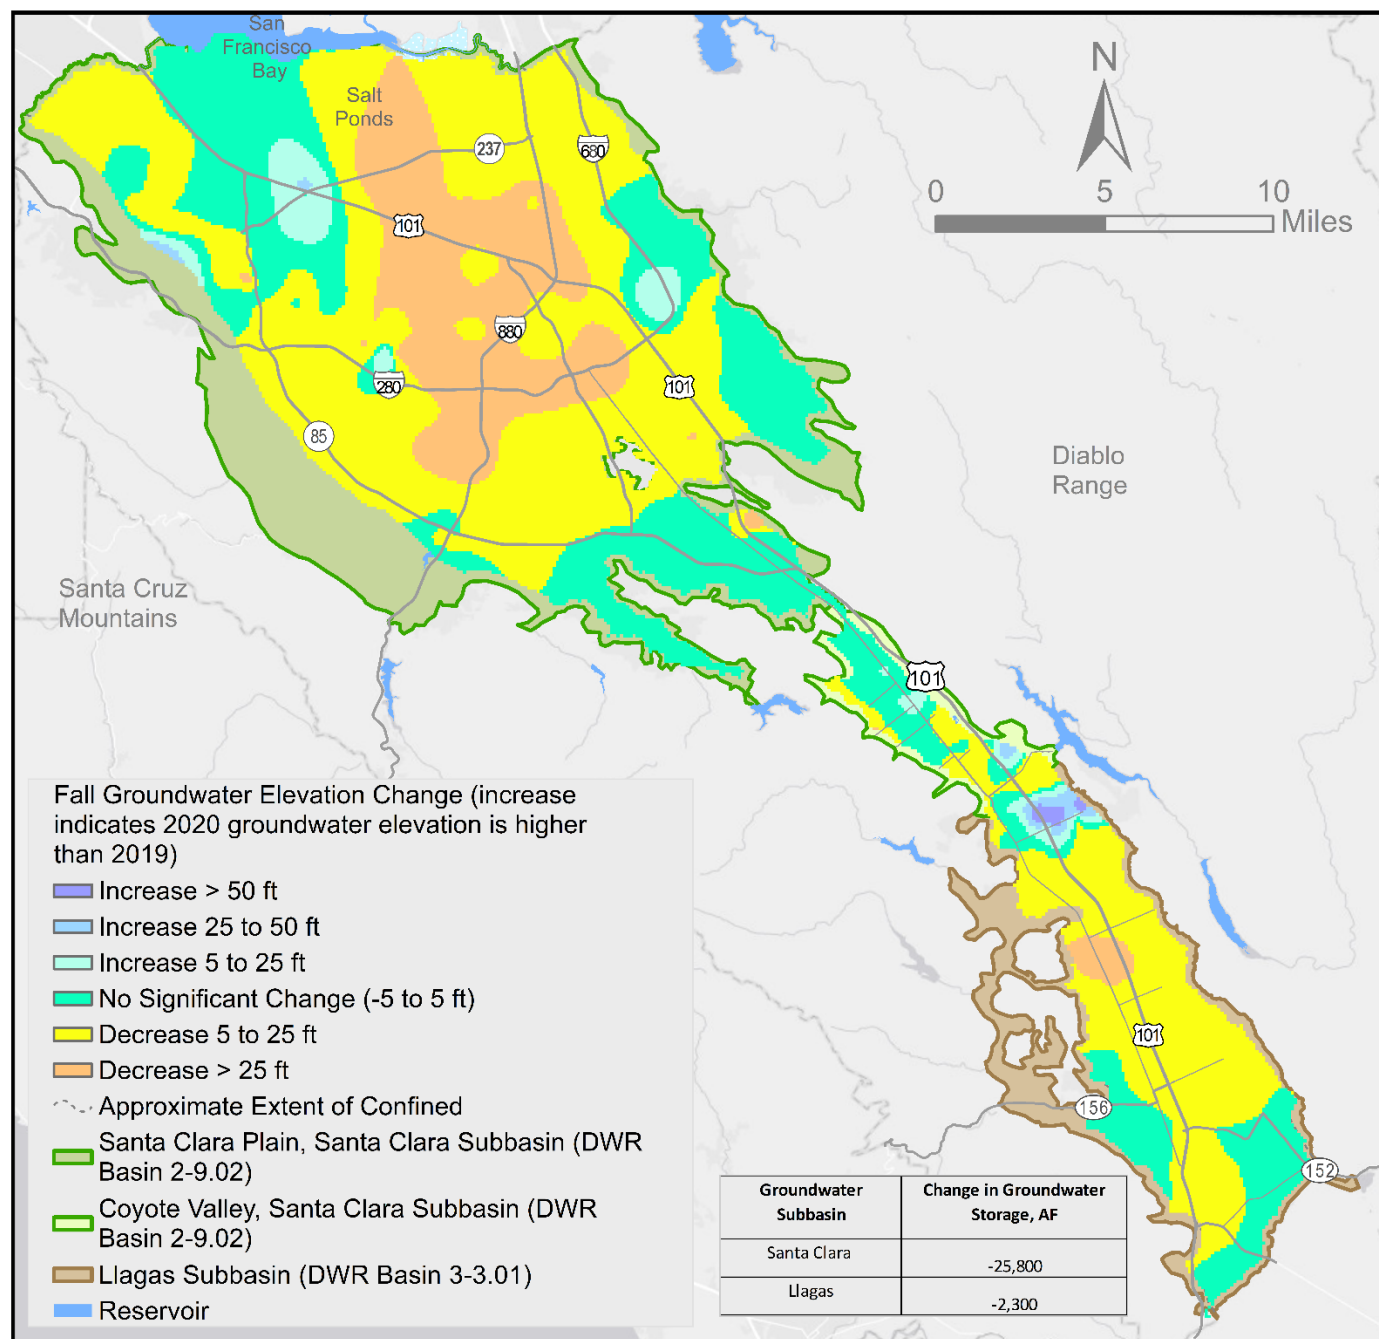 San
Francisco
Bay
Salt
Ponds
237
680
101
880
280
101
85
N
0 5 10
Miles
Diablo
Range
Santa Cruz
Mountains
101
101
156
152
Fall Groundwater Elevation Change (increase
indicates 2020 groundwater elevation is higher
than 2019)
Increase > 50 ft
Increase 25 to 50 ft
Increase 5 to 25 ft
No Significant Change (-5 to 5 ft)
Decrease 5 to 25 ft
Decrease > 25 ft
Approximate Extent of Confined
Santa Clara Plain, Santa Clara Subbasin (DWR
Basin 2-9.02)
Coyote Valley, Santa Clara Subbasin (DWR
Basin 2-9.02)
Llagas Subbasin (DWR Basin 3-3.01)
Reservoir
Groundwater Subbasin
Change in Groundwater Storage, AF
Santa Clara -25,800
Llagas -2,300